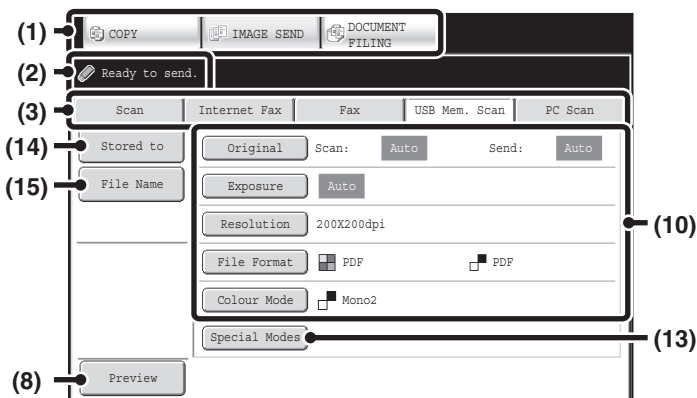 (1) COPY IMAGE SEND DOCUMENT
FILING
(2) Ready to send.
(3) Scan Internet Fax Fax USB Mem. Scan PC Scan
(14) Stored to Original Scan: Auto Send: Auto
(15) File Name Exposure Auto
Resolution 200X200dpi (10)
File Format PDF PDF
Colour Mode Mono2
Special Modes (13)
(8) Preview